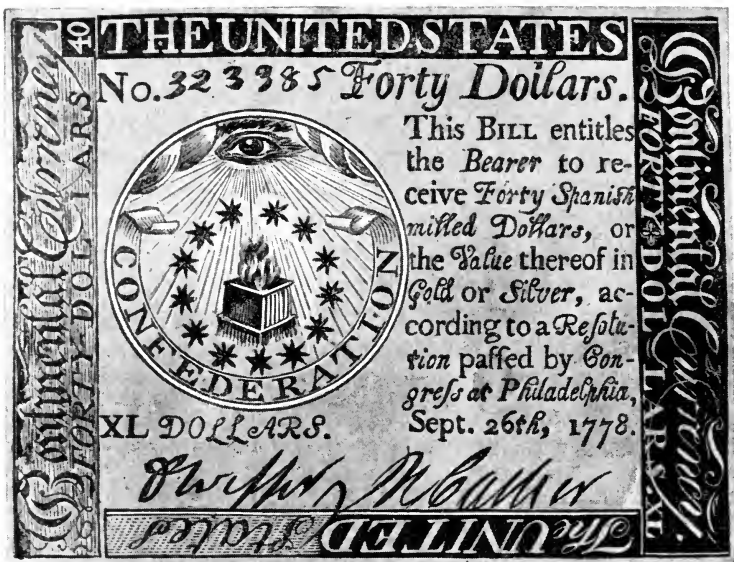 THE UNITED STATES
No. 323385 Forty Dollars.
This BILL entitles
the Bearer to re-
ceive Forty Spanish
milled Dollars, or
the Value thereof in
Gold or Silver, ac-
cording to a Resolu-
tion paſſed by Con-
greſs at Philadelphia,
Sept. 26th, 1778.
CONFEDERATION
XL DOLLARS.
The UNITED States
40
Continental Currency
FORTY DOLLARS
Continental Currency.
FORTY DOLLARS. XL